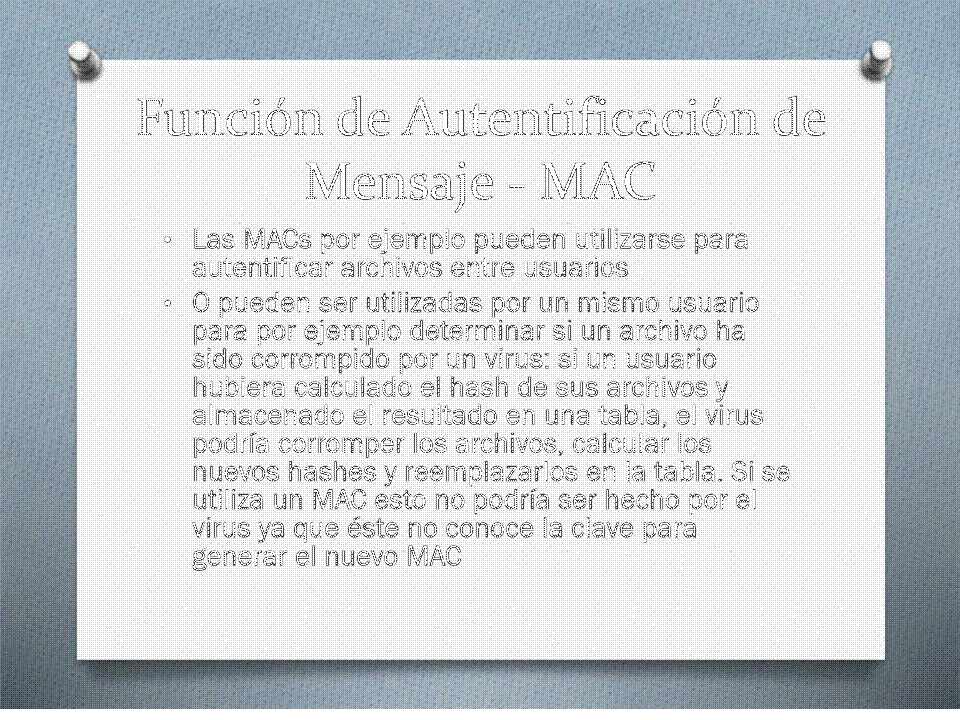 Función de Autentificación de
Mensaje - MAC
• Las MACs por ejemplo pueden utilizarse para
autentificar archivos entre usuarios
• O pueden ser utilizadas por un mismo usuario
para por ejemplo determinar si un archivo ha
sido corrompido por un virus: si un usuario
hubiera calculado el hash de sus archivos y
almacenado el resultado en una tabla, el virus
podría corromper los archivos, calcular los
nuevos hashes y reemplazarlos en la tabla. Si se
utiliza un MAC esto no podría ser hecho por el
virus ya que éste no conoce la clave para
generar el nuevo MAC